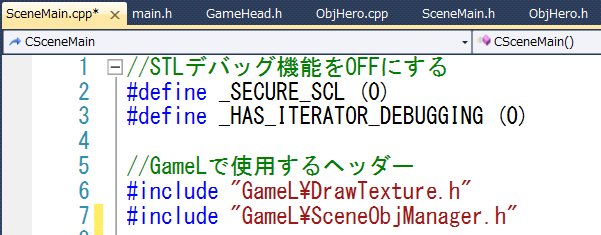 SceneMain.cpp* main.h GameHead.h ObjHero.cpp SceneMain.h ObjHero.h
CSceneMain CSceneMain()
1 //STLデバッグ機能をOFFにする
2 #define _SECURE_SCL (0)
3 #define _HAS_ITERATOR_DEBUGGING (0)
4
5 //GameLで使用するヘッダー
6 #include "GameL¥DrawTexture.h"
7 #include "GameL¥SceneObjManager.h"